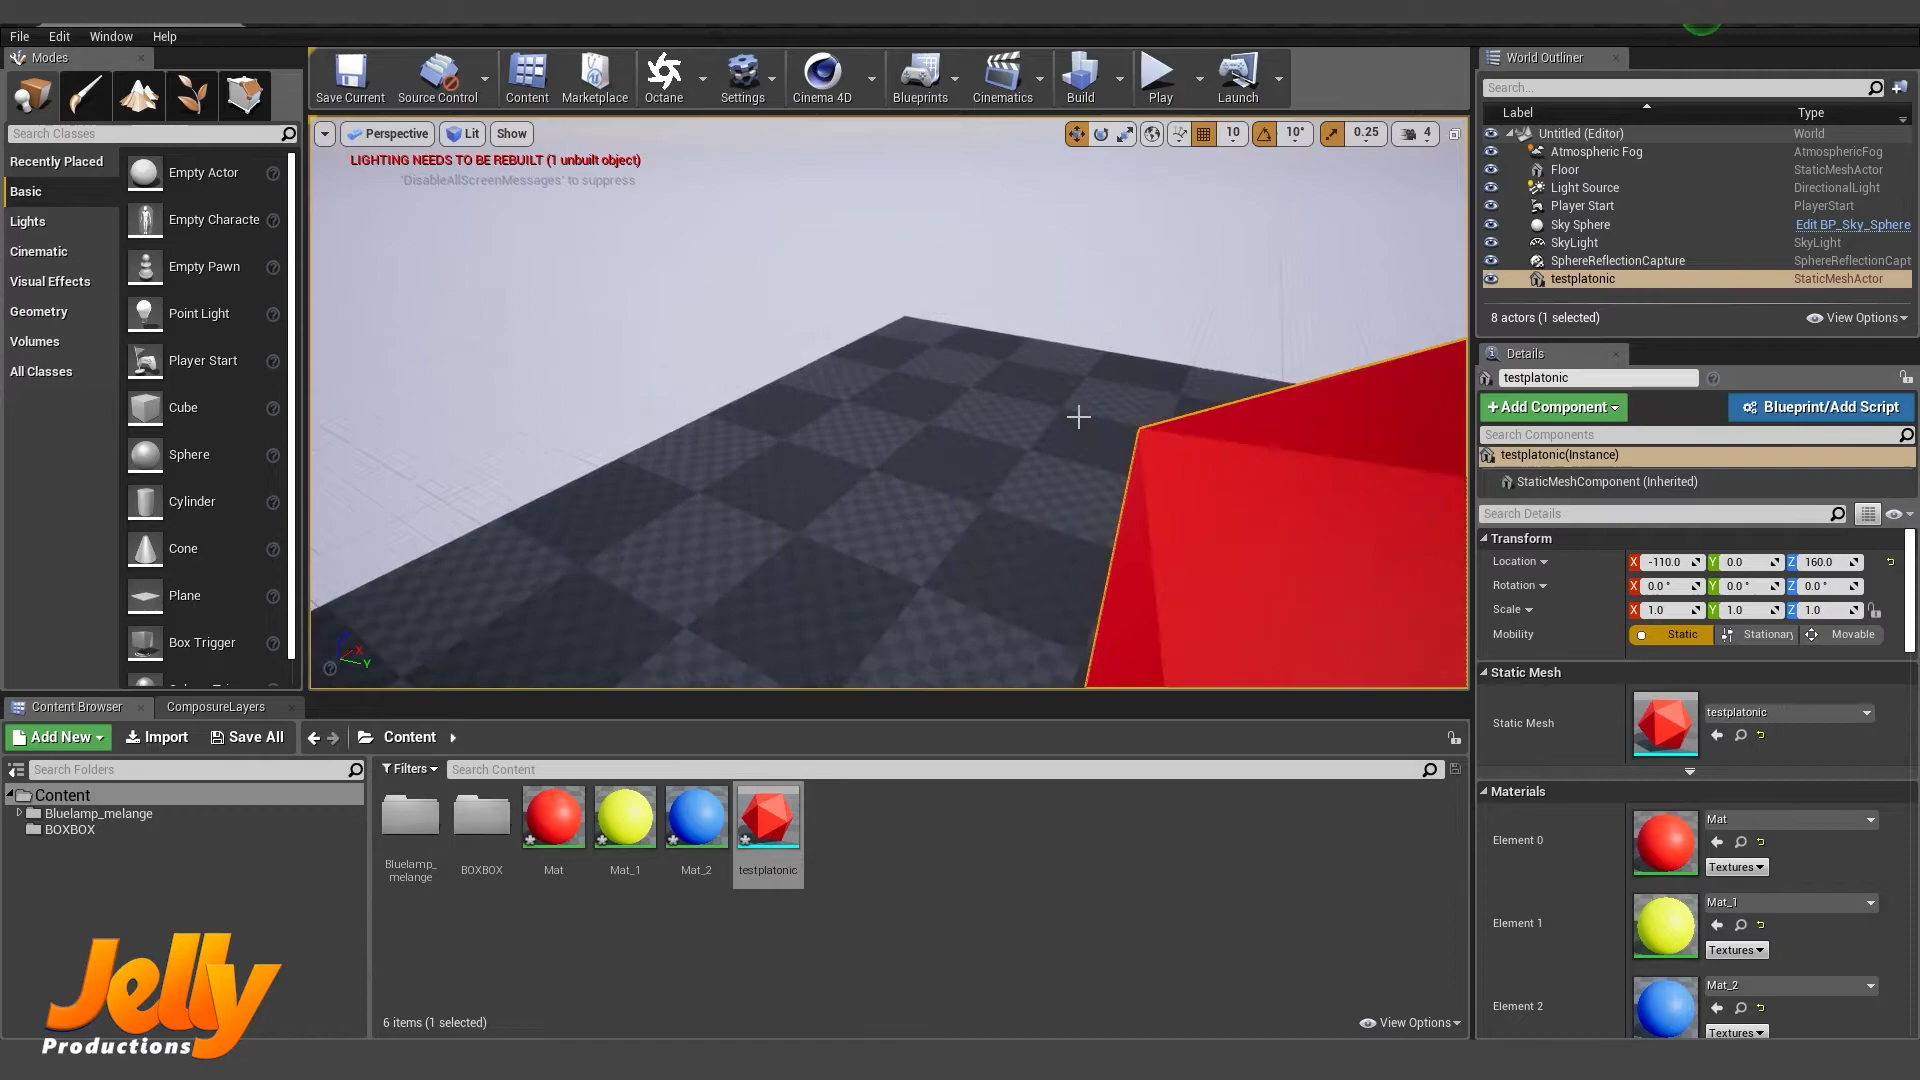 File Edit Window Help
Modes
Save Current Source Control Content Marketplace Octane Settings Cinema 4D Blueprints Cinematics Build Play Launch
Search Classes
Recently Placed
Basic
Lights
Cinematic
Visual Effects
Geometry
Volumes
All Classes
Empty Actor
Empty Characte
Empty Pawn
Point Light
Player Start
Cube
Sphere
Cylinder
Cone
Plane
Box Trigger
Perspective Lit Show 10 10° 0.25 4
LIGHTING NEEDS TO BE REBUILT (1 unbuilt object)
'DisableAllScreenMessages' to suppress
X
Y
World Outliner
Search...
Label Type
Untitled (Editor) World
Atmospheric Fog AtmosphericFog
Floor StaticMeshActor
Light Source DirectionalLight
Player Start PlayerStart
Sky Sphere Edit BP_Sky_Sphere
SkyLight SkyLight
SphereReflectionCapture SphereReflectionCapt
testplatonic StaticMeshActor
8 actors (1 selected) View Options
Details
testplatonic
+Add Component Blueprint/Add Script
Search Components
testplatonic(Instance)
StaticMeshComponent (Inherited)
Search Details
Transform
Location X -110.0 Y 0.0 Z 160.0
Rotation X 0.0 ° Y 0.0 ° Z 0.0 °
Scale X 1.0 Y 1.0 Z 1.0
Mobility Static Stationary Movable
Static Mesh
Static Mesh testplatonic
Materials
Element 0 Mat
Textures
Element 1 Mat_1
Textures
Element 2 Mat_2
Textures
Content Browser ComposureLayers
Add New Import Save All Content
Search Folders
Content
Bluelamp_melange
BOXBOX
Filters Search Content
Bluelamp_
melange
BOXBOX
Mat
Mat_1
Mat_2
testplatonic
6 items (1 selected) View Options
Jelly
Productions